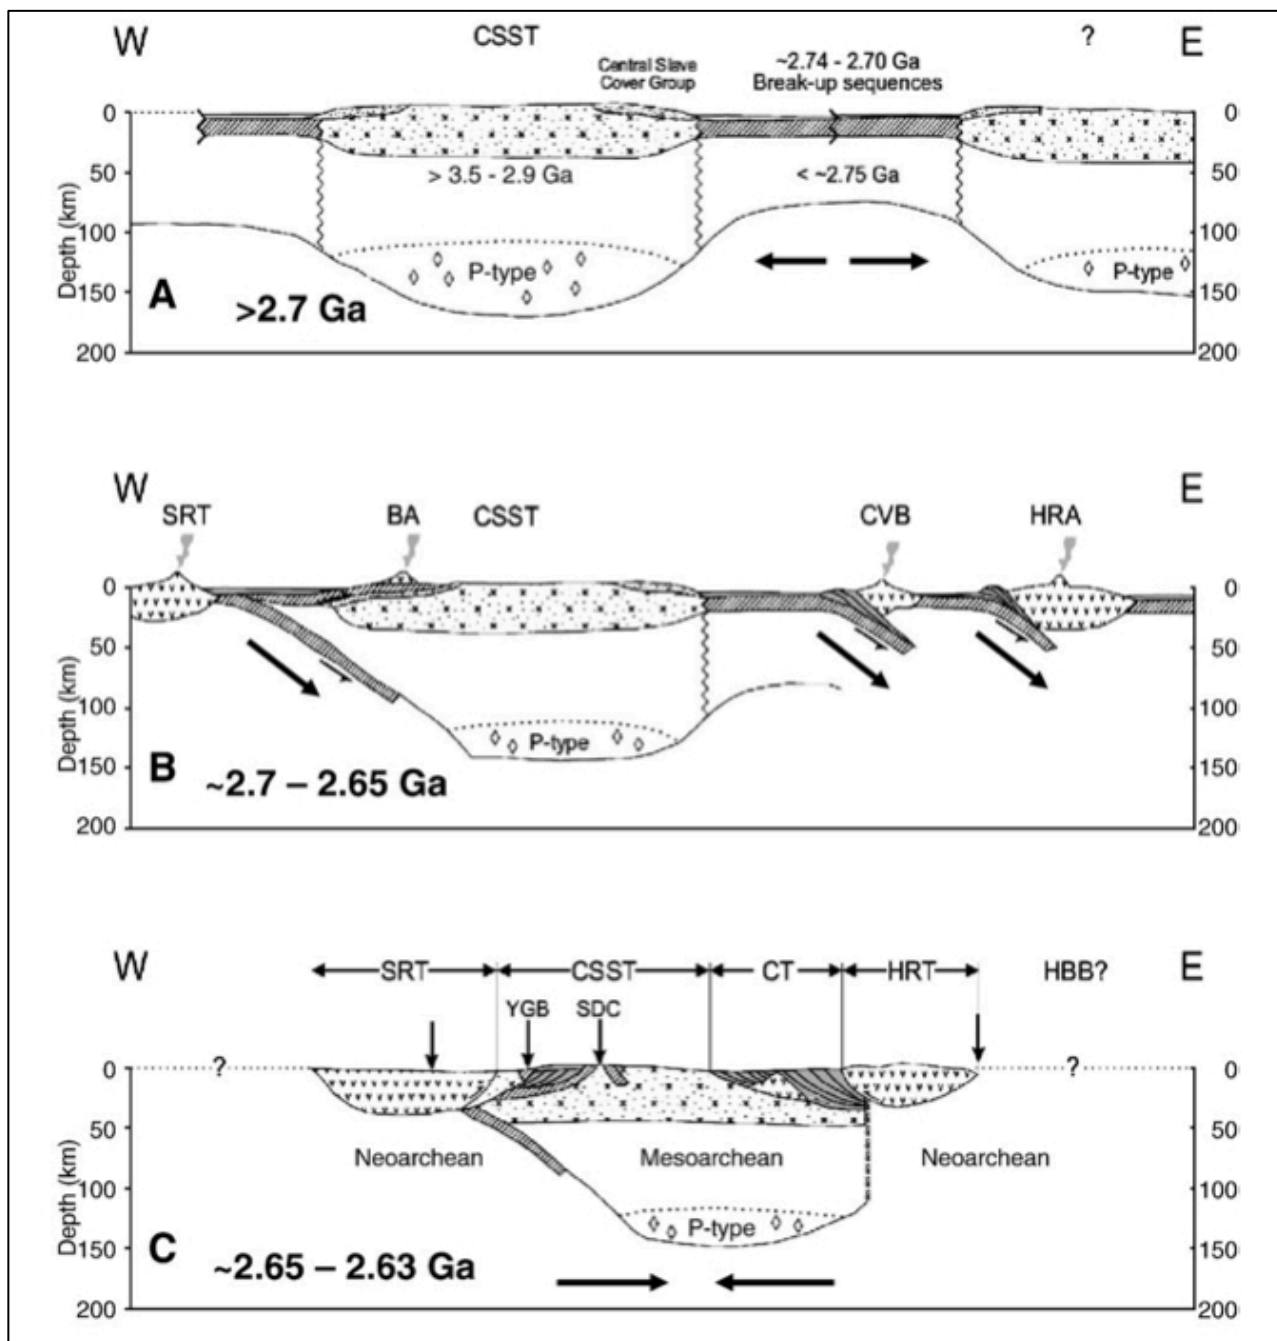 W CSST ? E
Central Slave
Cover Group
~2.74 - 2.70 Ga
Break-up sequences
0 0
50 50
100 100
150 150
200 200
Depth (km)
> 3.5 - 2.9 Ga
< ~2.75 Ga
P-type
P-type
A >2.7 Ga
W E
SRT BA CSST CVB HRA
0 0
50 50
100 100
150 150
200 200
Depth (km)
P-type
B ~2.7 – 2.65 Ga
W E
SRT CSST CT HRT HBB?
YGB SDC
? ?
0 0
50 50
100 100
150 150
200 200
Depth (km)
Neoarchean Mesoarchean Neoarchean
P-type
C ~2.65 – 2.63 Ga